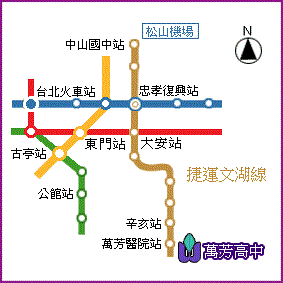 松山機場
中山國中站
N
台北火車站
忠孝復興站
古亭站
東門站
大安站
捷運文湖線
公館站
辛亥站
萬芳醫院站
萬芳高中